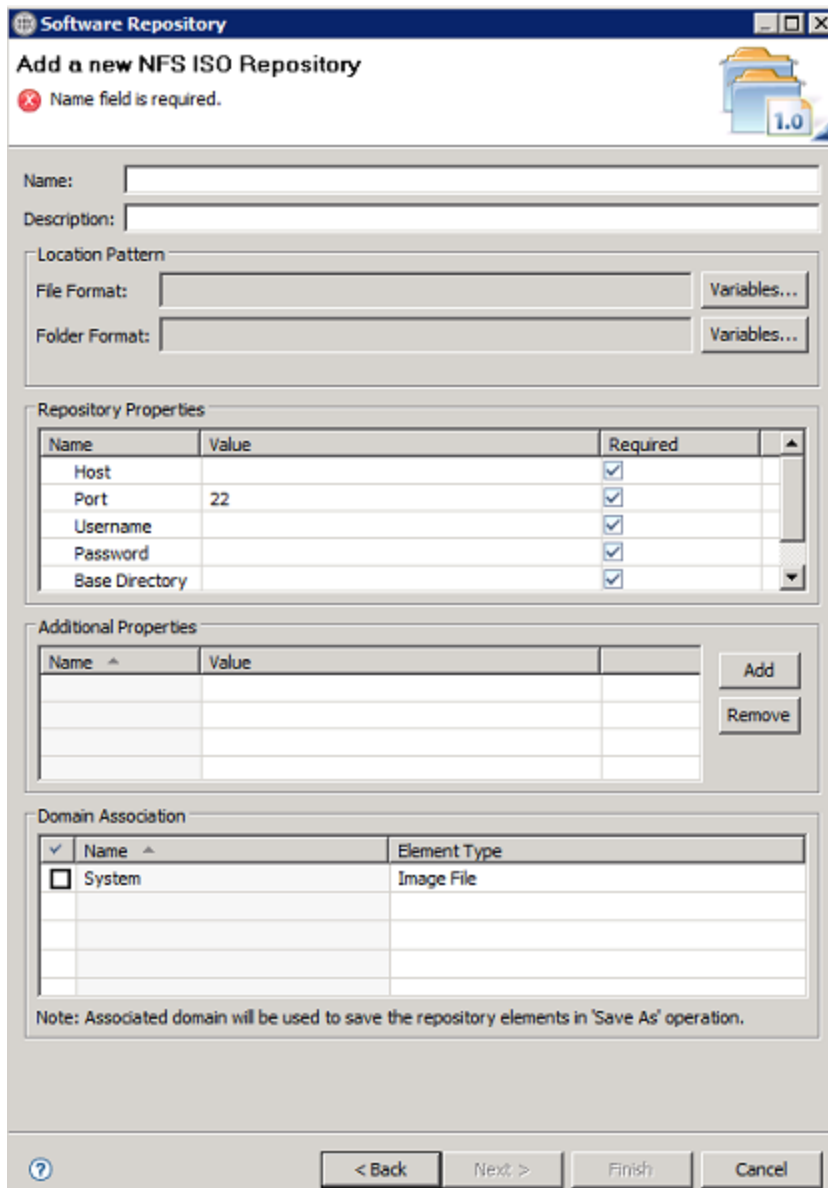 Software Repository
Add a new NFS ISO Repository
Name field is required.
1.0
Name:
Description:
Location Pattern
File Format:
Variables...
Folder Format:
Variables...
Repository Properties
Name Value Required
Host
Port 22
Username
Password
Base Directory
Additional Properties
Name Value
Add
Remove
Domain Association
Name Element Type
System Image File
Note: Associated domain will be used to save the repository elements in 'Save As' operation.
? < Back Next > Finish Cancel